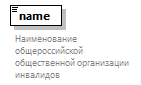 name
Наименование
общероссийской
общественной организации
инвалидов